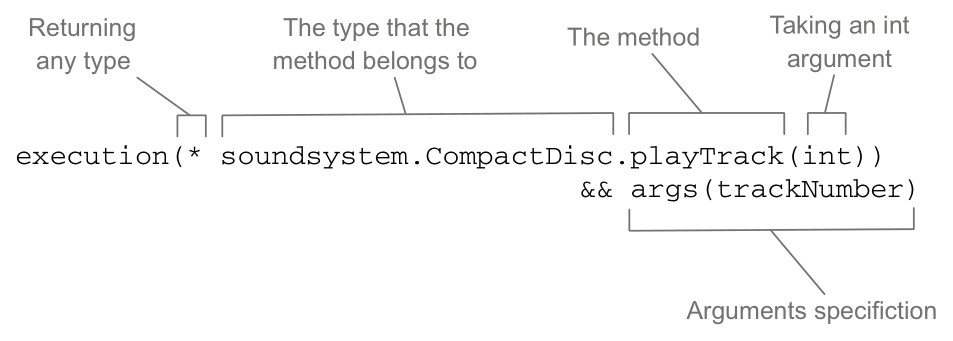 Returning
any type
The type that the
method belongs to
The method
Taking an int
argument
execution(* soundsystem.CompactDisc.playTrack(int))
&& args(trackNumber)
Arguments specifiction